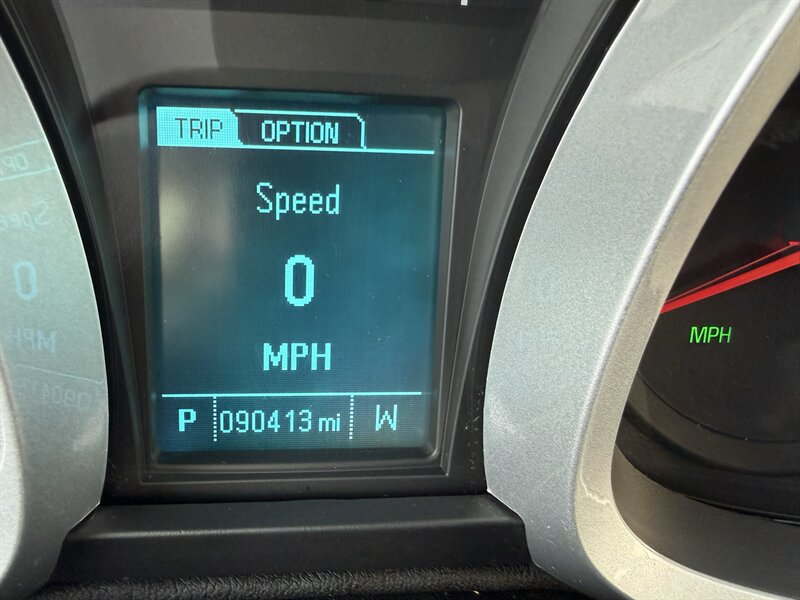 TRIP OPTION
Speed
0
MPH
P 090413 mi W
MPH